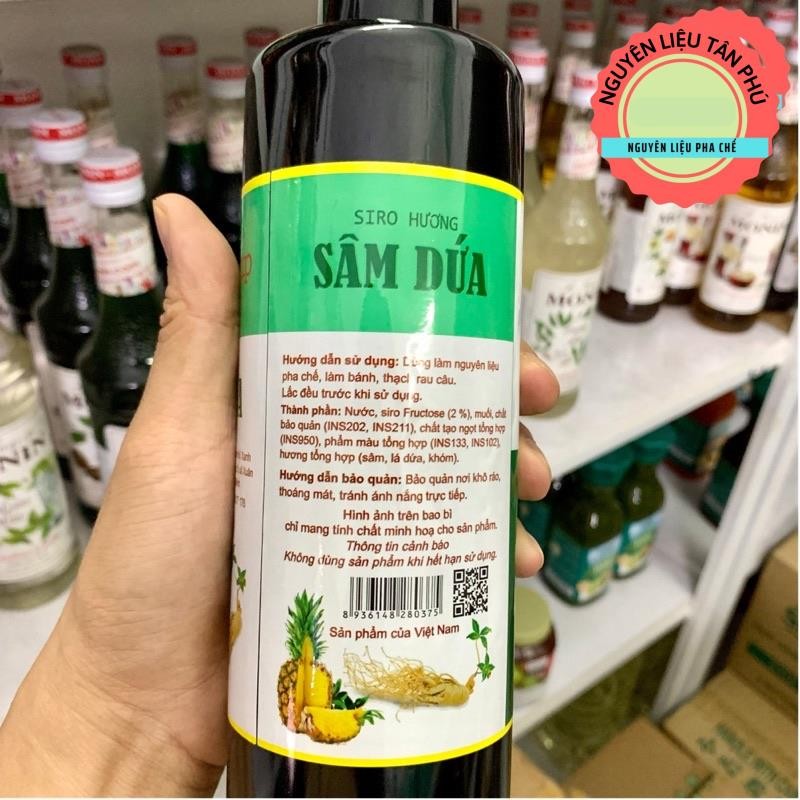 NGUYÊN LIỆU TÂN PHÚ
NGUYÊN LIỆU PHA CHẾ
SIRO HƯƠNG
SÂM DỨA
Hướng dẫn sử dụng: Dùng làm nguyên liệu
pha chế, làm bánh, thạch rau câu.
Lắc đều trước khi sử dụng.
Thành phần: Nước, siro Fructose (2 %), muối, chất
bảo quản (INS202, INS211), chất tạo ngọt tổng hợp
(INS950), phẩm màu tổng hợp (INS133, INS102),
hương tổng hợp (sâm, lá dứa, khóm).
Hướng dẫn bảo quản: Bảo quản nơi khô ráo,
thoáng mát, tránh ánh nắng trực tiếp.
Hình ảnh trên bao bì
chỉ mang tính chất minh hoạ cho sản phẩm.
Thông tin cảnh báo
Không dùng sản phẩm khi hết hạn sử dụng.
8 936148 280375
Sản phẩm của Việt Nam
MONIN
MONIN